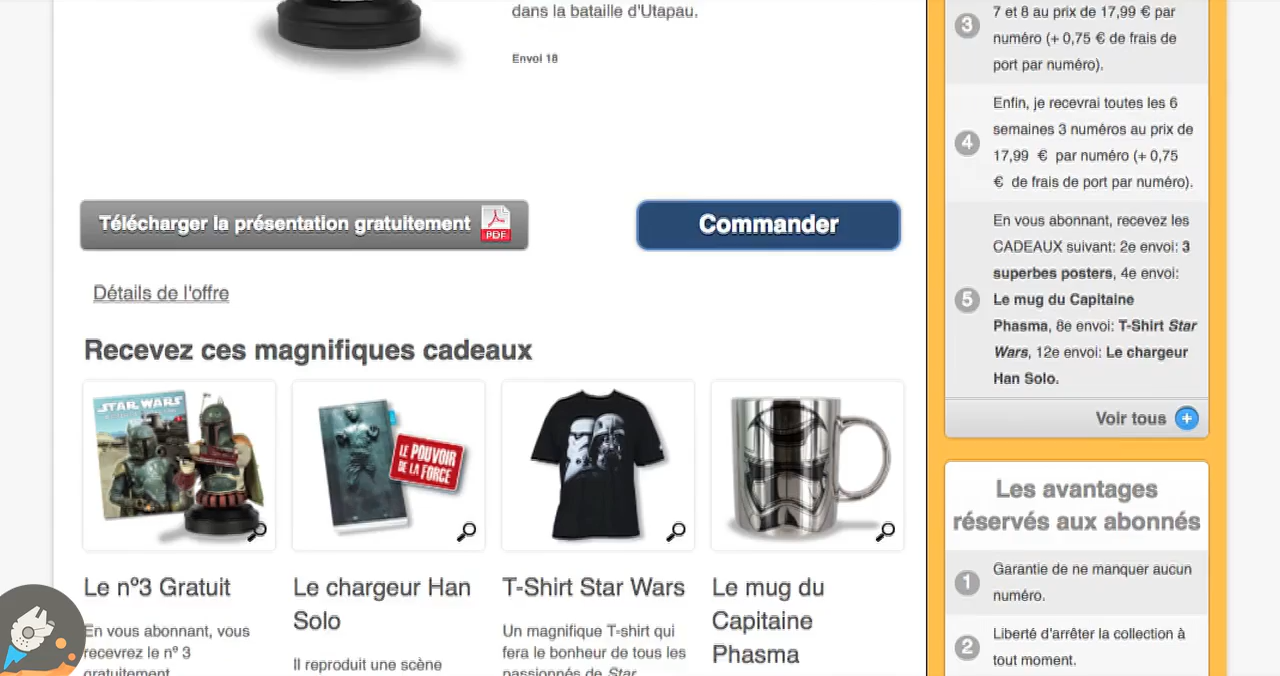 dans la bataille d'Utapau.
Envoi 18
Télécharger la présentation gratuitement
PDF
Commander
Détails de l'offre
Recevez ces magnifiques cadeaux
STAR WARS
LE POUVOIR
DE LA FORCE
Le nº3 Gratuit
En vous abonnant, vous
recevrez le nº 3
gratuitement
Le chargeur Han
Solo
Il reproduit une scène
T-Shirt Star Wars
Un magnifique T-shirt qui
fera le bonheur de tous les
passionnés de Star
Le mug du
Capitaine
Phasma
3
7 et 8 au prix de 17,99 € par
numéro (+ 0,75 € de frais de
port par numéro).
4
Enfin, je recevrai toutes les 6
semaines 3 numéros au prix de
17,99 € par numéro (+ 0,75
€ de frais de port par numéro).
5
En vous abonnant, recevez les
CADEAUX suivant: 2e envoi: 3
superbes posters, 4e envoi:
Le mug du Capitaine
Phasma, 8e envoi: T-Shirt Star
Wars, 12e envoi: Le chargeur
Han Solo.
Voir tous
Les avantages
réservés aux abonnés
1
Garantie de ne manquer aucun
numéro.
2
Liberté d'arrêter la collection à
tout moment.